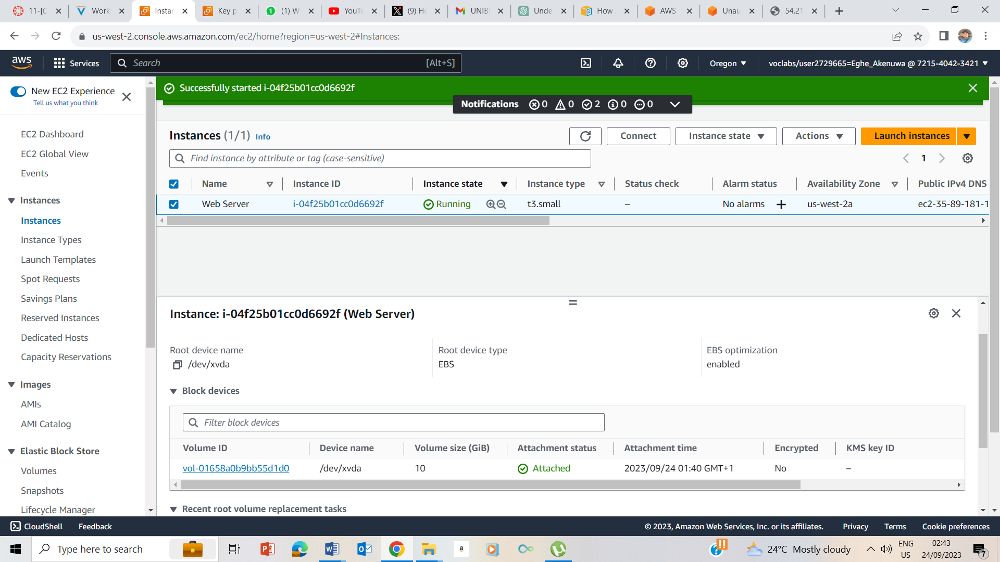 11-[C
Work
Instar
Key p
(1) W
YouTu
(9) Ho
UNIBE
Unde
How
AWS
Unau
54.21
us-west-2.console.aws.amazon.com/ec2/home?region=us-west-2#Instances:
aws
Services
Search
[Alt+S]
Oregon
voclabs/user2729665=Eghe_Akenuwa @ 7215-4042-3421
New EC2 Experience
Tell us what you think
EC2 Dashboard
EC2 Global View
Events
Instances
Instances
Instance Types
Launch Templates
Spot Requests
Savings Plans
Reserved Instances
Dedicated Hosts
Capacity Reservations
Images
AMIs
AMI Catalog
Elastic Block Store
Volumes
Snapshots
Lifecycle Manager
Successfully started i-04f25b01cc0d6692f
Notifications 0 0 2 0 0
Instances (1/1) Info
Connect
Instance state
Actions
Launch instances
Find instance by attribute or tag (case-sensitive)
1
Name Instance ID Instance state Instance type Status check Alarm status Availability Zone Public IPv4 DNS
Web Server i-04f25b01cc0d6692f Running t3.small – No alarms + us-west-2a ec2-35-89-181-1
Instance: i-04f25b01cc0d6692f (Web Server)
Root device name Root device type EBS optimization
/dev/xvda EBS enabled
Block devices
Filter block devices
Volume ID Device name Volume size (GiB) Attachment status Attachment time Encrypted KMS key ID
vol-01658a0b9bb55d1d0 /dev/xvda 10 Attached 2023/09/24 01:40 GMT+1 No –
Recent root volume replacement tasks
CloudShell Feedback © 2023, Amazon Web Services, Inc. or its affiliates. Privacy Terms Cookie preferences
Type here to search
24°C Mostly cloudy
ENG
US
02:43
24/09/2023
7